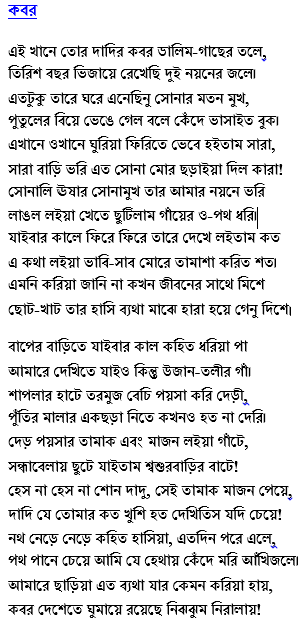 কবর
এই খানে তোর দাদির কবর ডালিম-গাছের তলে,
তিরিশ বছর ভিজায়ে রেখেছি দুই নয়নের জলে।
এতটুকু তারে ঘরে এনেছিনু সোনার মতন মুখ,
পুতুলের বিয়ে ভেঙে গেল বলে কেঁদে ভাসাইত বুক।
এখানে ওখানে ঘুরিয়া ফিরিতে ভেবে হইতাম সারা,
সারা বাড়ি ভরি এত সোনা মোর ছড়াইয়া দিল কারা!
সোনালি ঊষার সোনামুখ তার আমার নয়নে ভরি
লাঙল লইয়া খেতে ছুটিলাম গাঁয়ের ও-পথ ধরি।
যাইবার কালে ফিরে ফিরে তারে দেখে লইতাম কত
এ কথা লইয়া ভাবি-সাব মোরে তামাশা করিত শত।
এমনি করিয়া জানি না কখন জীবনের সাথে মিশে
ছোট-খাট তার হাসি ব্যথা মাঝে হারা হয়ে গেনু দিশে।
বাপের বাড়িতে যাইবার কাল কহিত ধরিয়া পা
আমারে দেখিতে যাইও কিন্তু উজান-তলীর গাঁ।
শাপলার হাটে তরমুজ বেচি পয়সা করি দেড়ী,
পুঁতির মালার একছড়া নিতে কখনও হত না দেরি।
দেড় পয়সার তামাক এবং মাজন লইয়া গাঁটে,
সন্ধাবেলায় ছুটে যাইতাম শ্বশুরবাড়ির বাটে!
হেস না হেস না শোন দাদু, সেই তামাক মাজন পেয়ে,
দাদি যে তোমার কত খুশি হত দেখিতিস যদি চেয়ে!
নথ নেড়ে নেড়ে কহিত হাসিয়া, এতদিন পরে এলে,
পথ পানে চেয়ে আমি যে হেথায় কেঁদে মরি আঁখিজলে।
আমারে ছাড়িয়া এত ব্যথা যার কেমন করিয়া হায়,
কবর দেশেতে ঘুমায়ে রয়েছে নিঝঝুম নিরালায়!